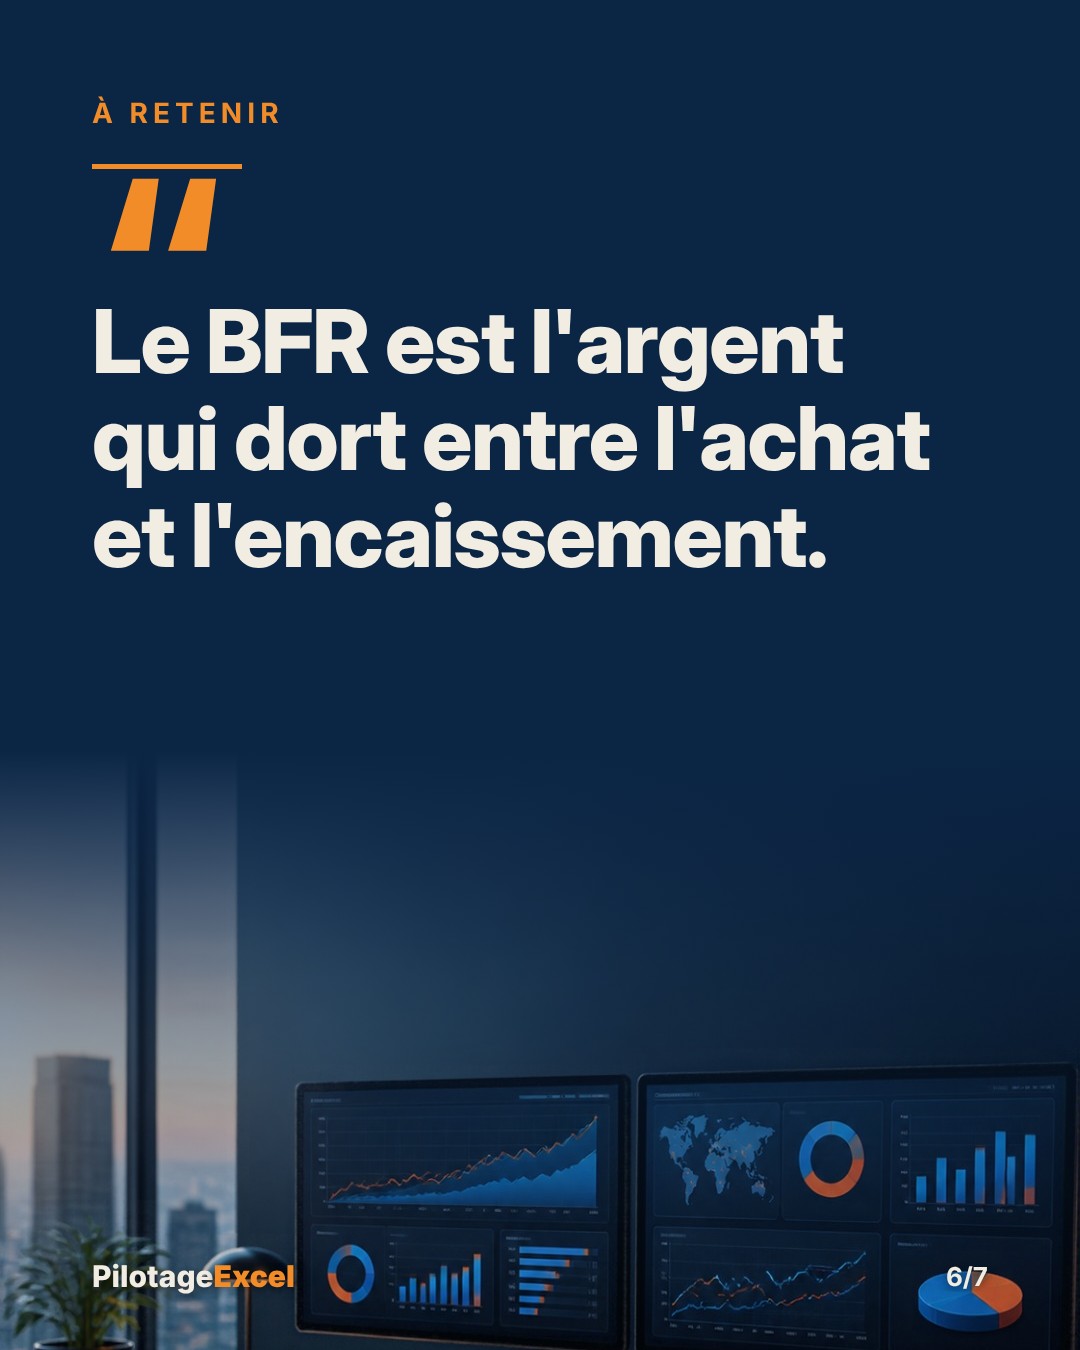 À RETENIR
"
Le BFR est l'argent
qui dort entre l'achat
et l'encaissement.
PilotageExcel
6/7